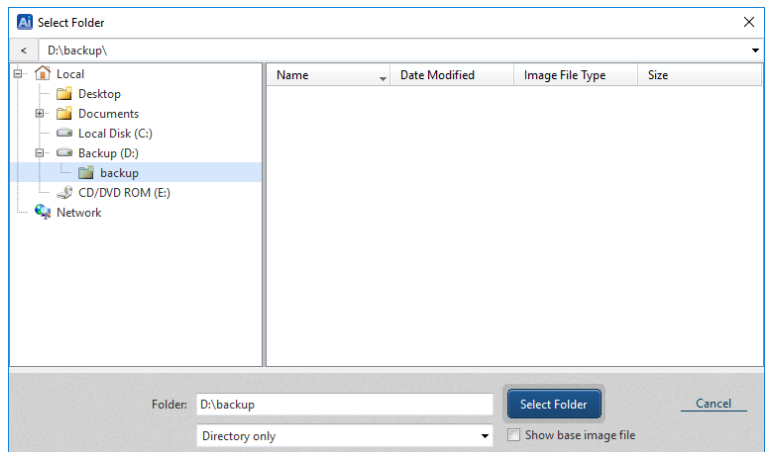 Ai Select Folder
< D:\backup\
Local
Desktop
Documents
Local Disk (C:)
Backup (D:)
backup
CD/DVD ROM (E:)
Network
Name Date Modified Image File Type Size
Folder: D:\backup Select Folder Cancel
Directory only Show base image file